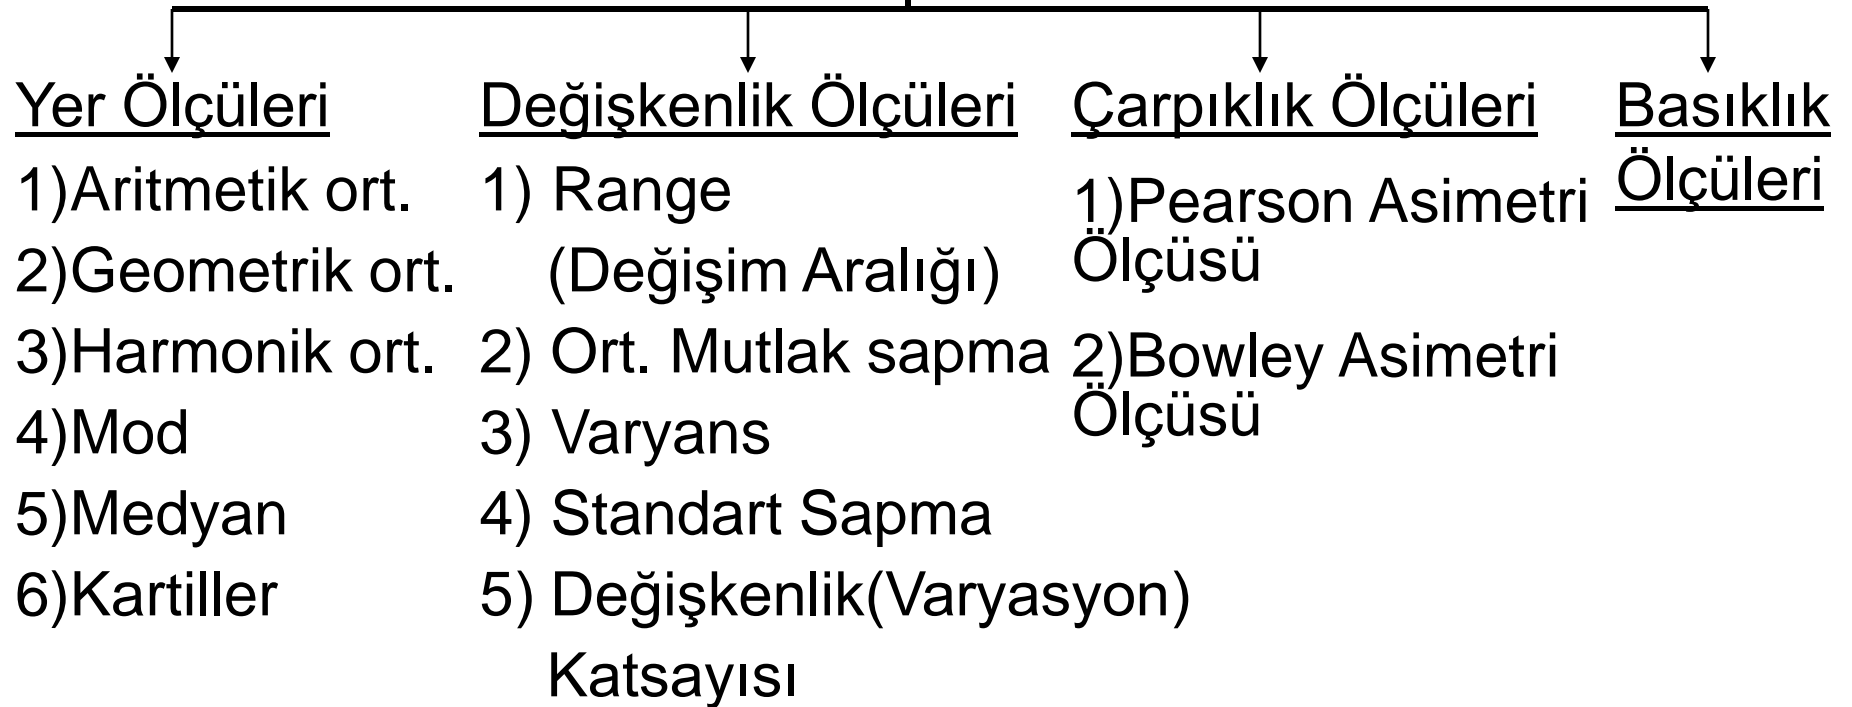 Yer Ölçüleri
1)Aritmetik ort.
2)Geometrik ort.
3)Harmonik ort.
4)Mod
5)Medyan
6)Kartiller
Değişkenlik Ölçüleri
1) Range
(Değişim Aralığı)
2) Ort. Mutlak sapma
3) Varyans
4) Standart Sapma
5) Değişkenlik(Varyasyon)
Katsayısı
Çarpıklık Ölçüleri
1)Pearson Asimetri
Ölçüsü
2)Bowley Asimetri
Ölçüsü
Basıklık
Ölçüleri